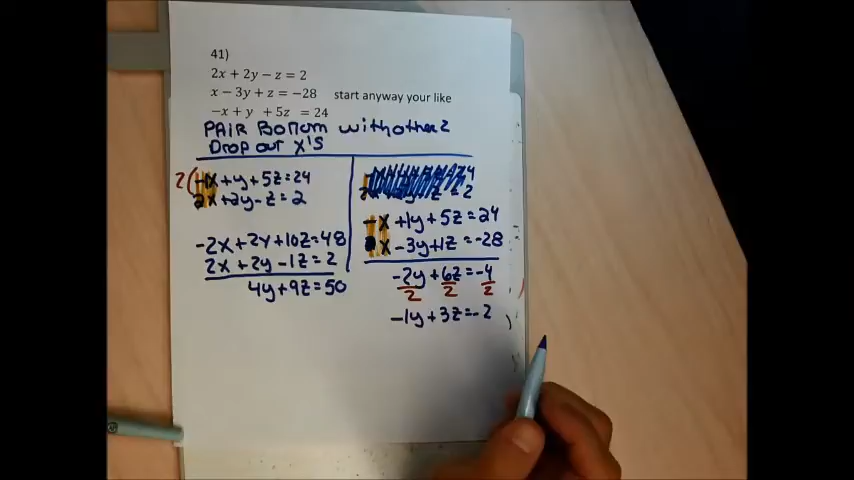 41)
2x + 2y − z = 2
x − 3y + z = −28 start anyway your like
−x + y + 5z = 24
PAIR BOTTOM with other 2
Drop out X'S
2(-1x+y+5z=24
2x+2y-z=2
-2x+2y+10z=48
2x+2y-1z=2
4y+9z=50
-x+1y+5z=24
x-3y+1z=-28
-2y+6z=-4
2 2 2
-1y+3z=-2